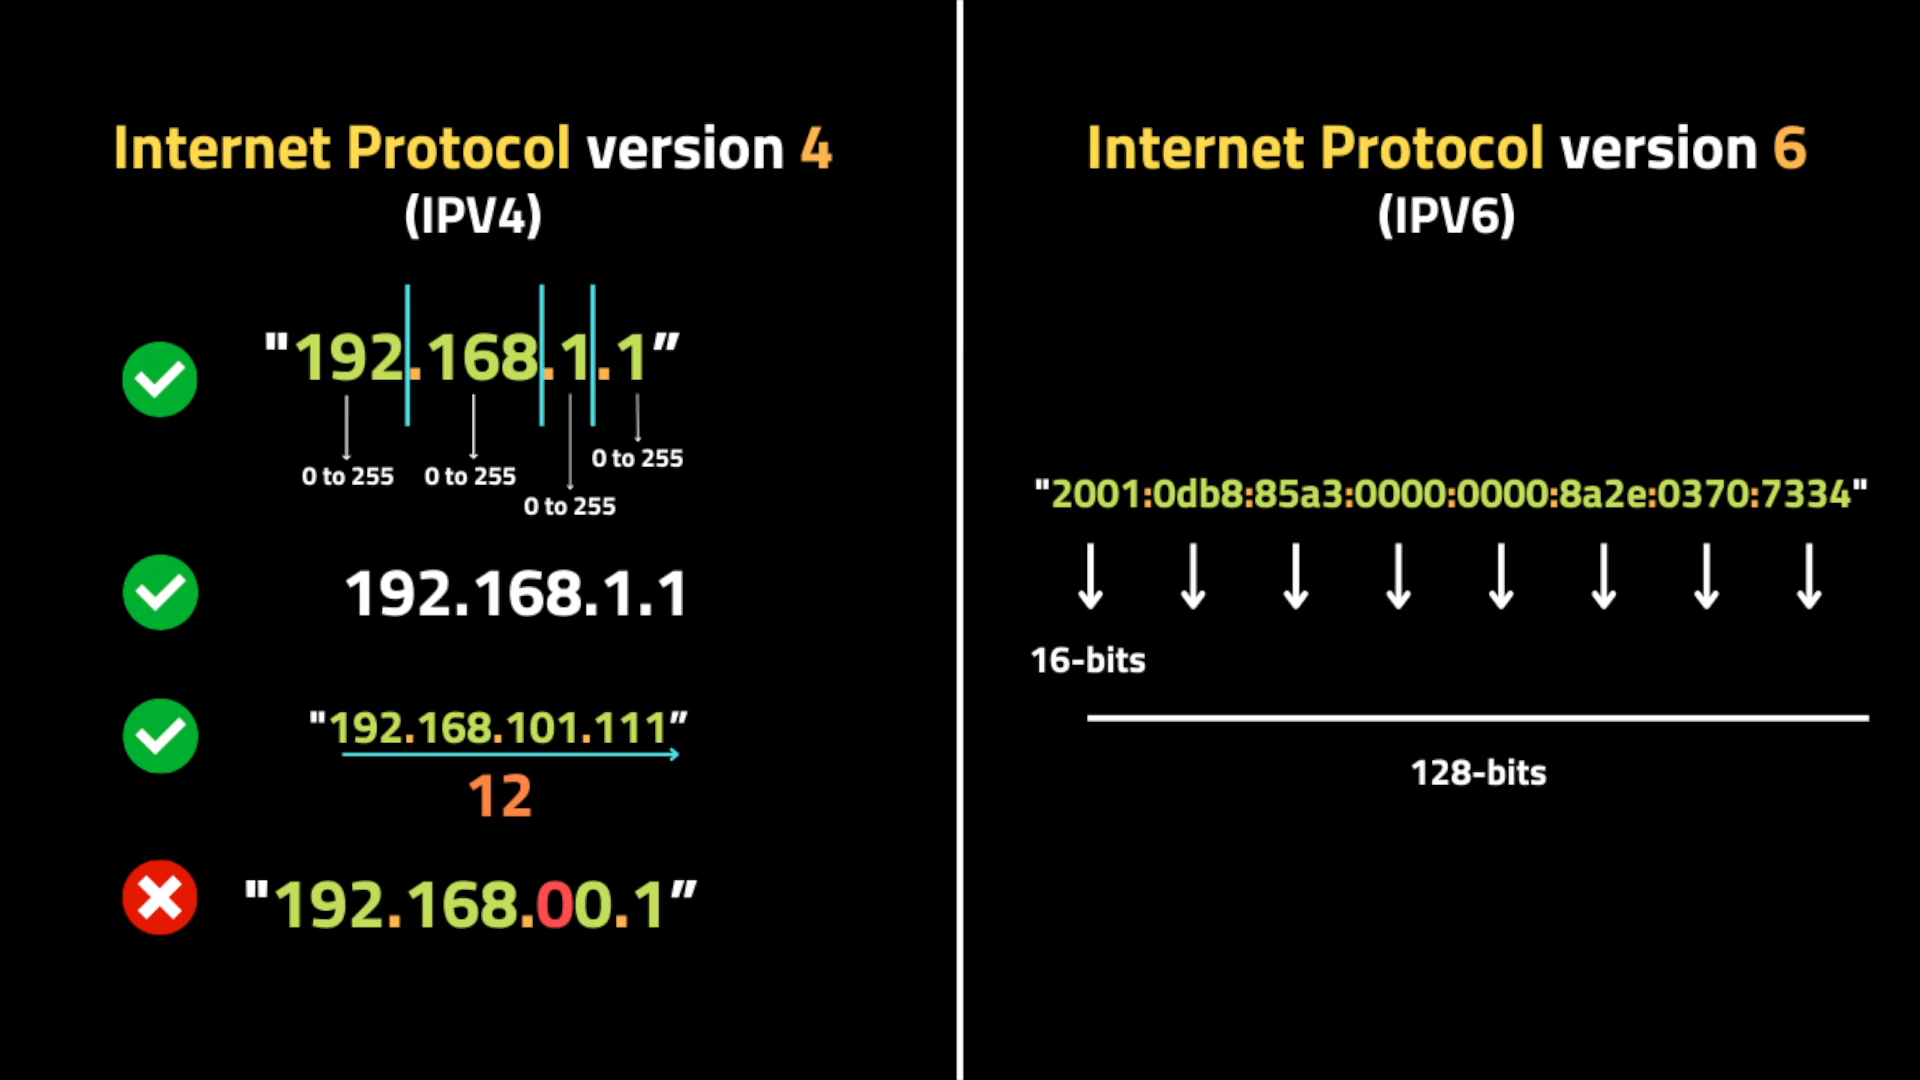 Internet Protocol version 4
(IPV4)
"192.168.1.1”
0 to 255
0 to 255
0 to 255
0 to 255
192.168.1.1
"192.168.101.111”
12
"192.168.00.1”
Internet Protocol version 6
(IPV6)
"2001:0db8:85a3:0000:0000:8a2e:0370:7334"
16-bits
128-bits